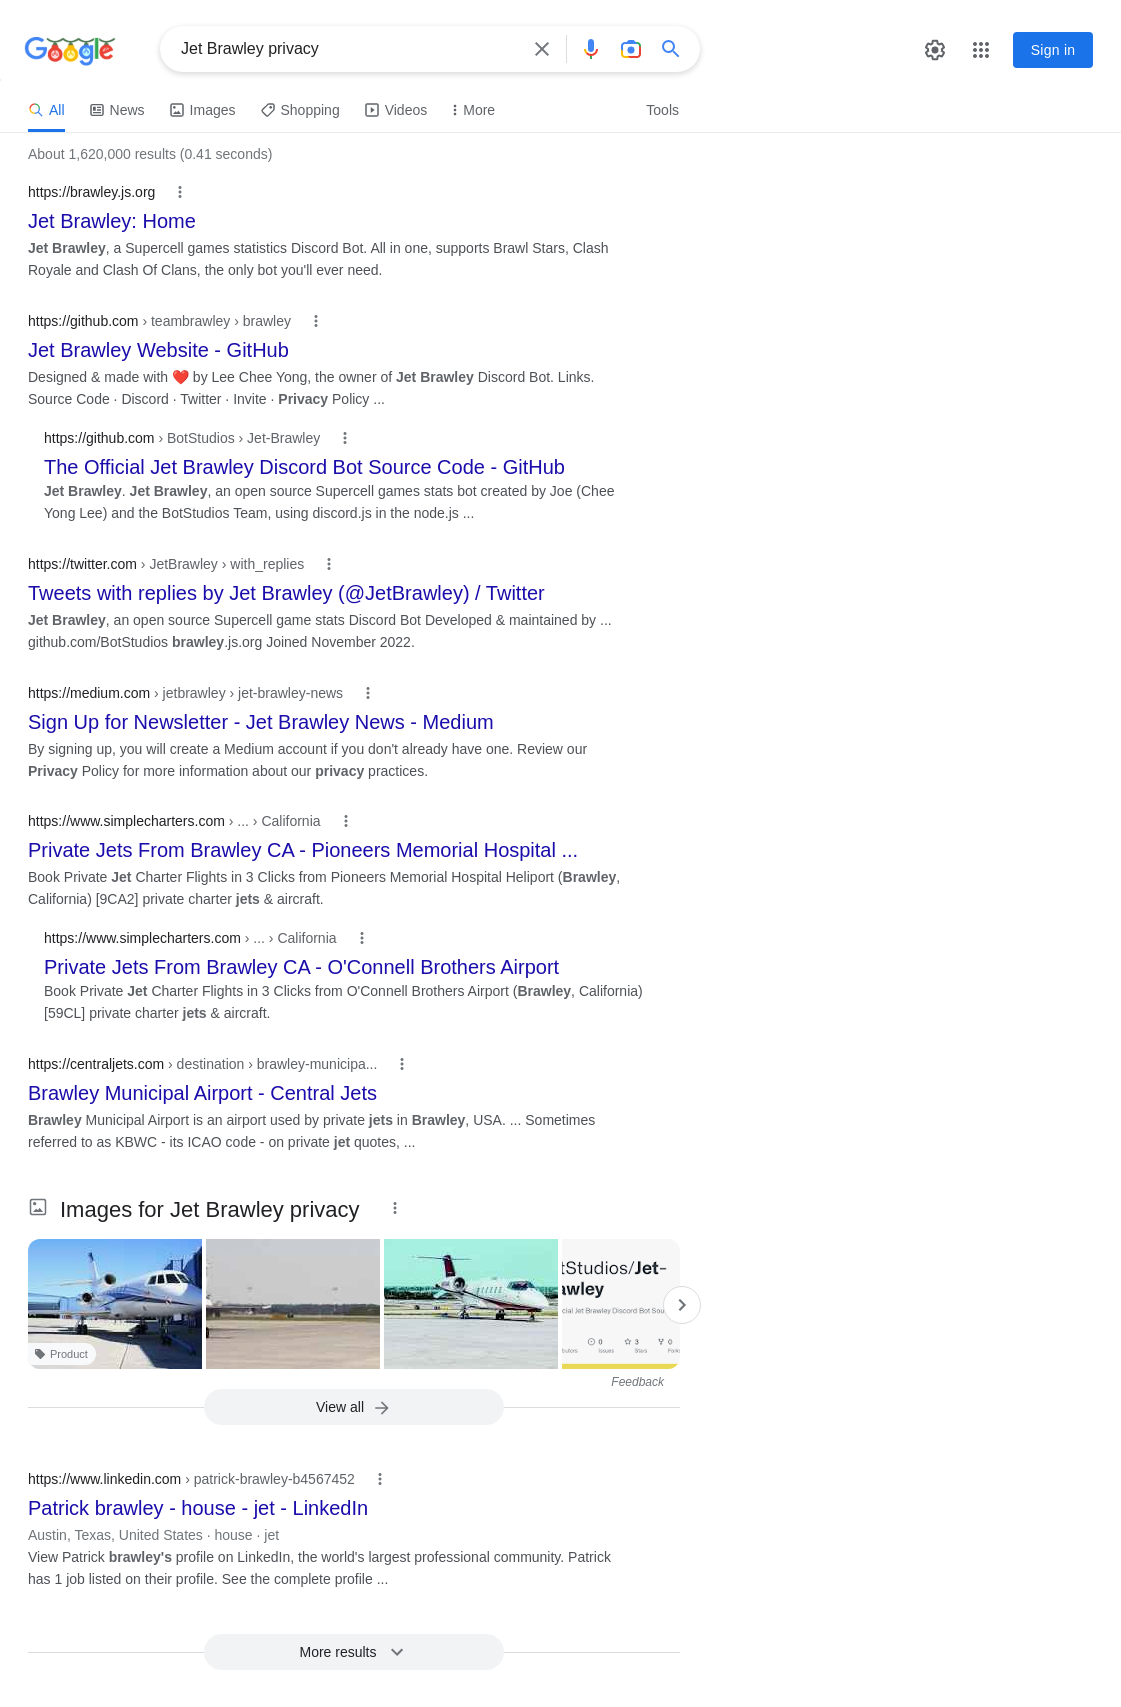 Google
Jet Brawley privacy
Sign in
All
News
Images
Shopping
Videos
More
Tools
About 1,620,000 results (0.41 seconds)
https://brawley.js.org
Jet Brawley: Home
Jet Brawley, a Supercell games statistics Discord Bot. All in one, supports Brawl Stars, Clash
Royale and Clash Of Clans, the only bot you'll ever need.
https://github.com › teambrawley › brawley
Jet Brawley Website - GitHub
Designed & made with ❤️ by Lee Chee Yong, the owner of Jet Brawley Discord Bot. Links.
Source Code · Discord · Twitter · Invite · Privacy Policy ...
https://github.com › BotStudios › Jet-Brawley
The Official Jet Brawley Discord Bot Source Code - GitHub
Jet Brawley. Jet Brawley, an open source Supercell games stats bot created by Joe (Chee
Yong Lee) and the BotStudios Team, using discord.js in the node.js ...
https://twitter.com › JetBrawley › with_replies
Tweets with replies by Jet Brawley (@JetBrawley) / Twitter
Jet Brawley, an open source Supercell game stats Discord Bot Developed & maintained by ...
github.com/BotStudios brawley.js.org Joined November 2022.
https://medium.com › jetbrawley › jet-brawley-news
Sign Up for Newsletter - Jet Brawley News - Medium
By signing up, you will create a Medium account if you don't already have one. Review our
Privacy Policy for more information about our privacy practices.
https://www.simplecharters.com › ... › California
Private Jets From Brawley CA - Pioneers Memorial Hospital ...
Book Private Jet Charter Flights in 3 Clicks from Pioneers Memorial Hospital Heliport (Brawley,
California) [9CA2] private charter jets & aircraft.
https://www.simplecharters.com › ... › California
Private Jets From Brawley CA - O'Connell Brothers Airport
Book Private Jet Charter Flights in 3 Clicks from O'Connell Brothers Airport (Brawley, California)
[59CL] private charter jets & aircraft.
https://centraljets.com › destination › brawley-municipa...
Brawley Municipal Airport - Central Jets
Brawley Municipal Airport is an airport used by private jets in Brawley, USA. ... Sometimes
referred to as KBWC - its ICAO code - on private jet quotes, ...
Images for Jet Brawley privacy
tStudios/Jet-
awley
cial Jet Brawley Discord Bot Sou
0 3 0
butors Issues Stars Forks
Product
Feedback
View all
https://www.linkedin.com › patrick-brawley-b4567452
Patrick brawley - house - jet - LinkedIn
Austin, Texas, United States · house · jet
View Patrick brawley's profile on LinkedIn, the world's largest professional community. Patrick
has 1 job listed on their profile. See the complete profile ...
More results